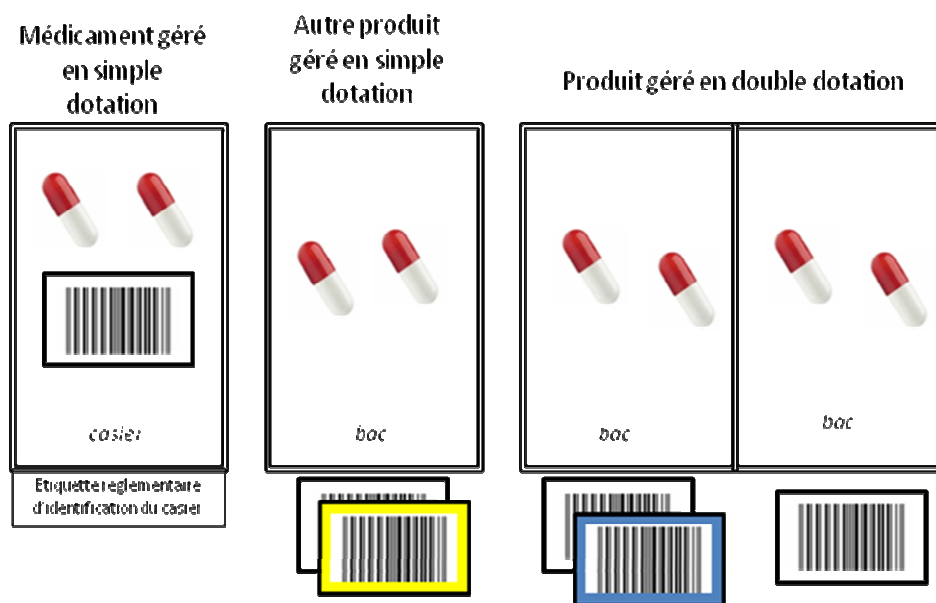 Médicament géré
en simple
dotation
Autre produit
géré en simple
dotation
Produit géré en double dotation
casier
bac
bac
bac
Etiquette reglementaire
d'identification du casier